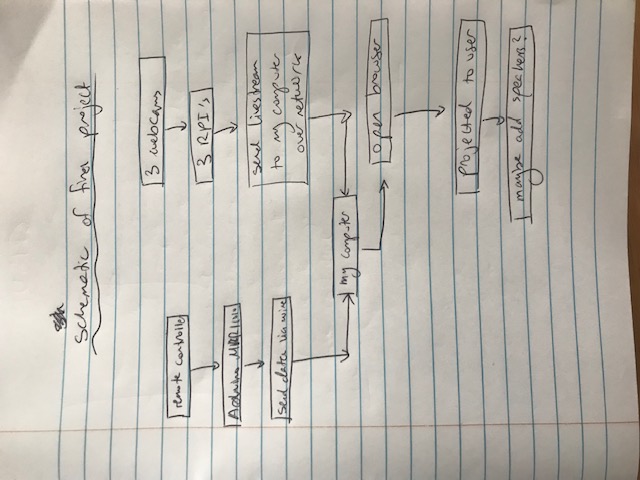 schematic of final project
3 webcams
remote controller
3 RPI's
Arduino MKR1010
send data via wire
send livestream
to my computer
over network
my computer
open browser
projected to user
maybe add speakers?